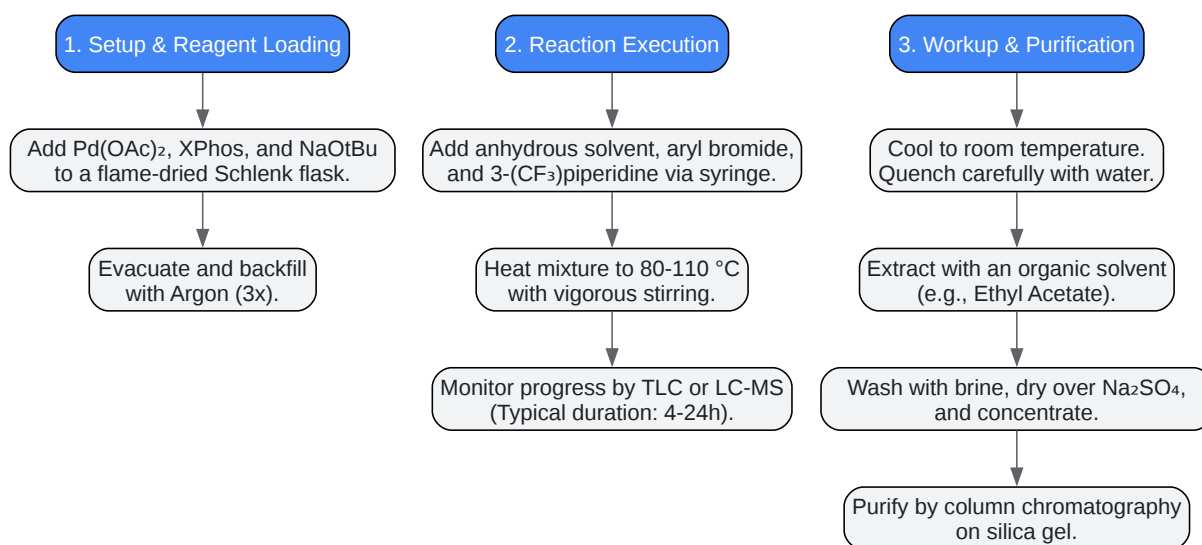 1. Setup & Reagent Loading
Add Pd(OAc)₂, XPhos, and NaOtBu
to a flame-dried Schlenk flask.
Evacuate and backfill
with Argon (3x).
2. Reaction Execution
Add anhydrous solvent, aryl bromide,
and 3-(CF₃)piperidine via syringe.
Heat mixture to 80-110 °C
with vigorous stirring.
Monitor progress by TLC or LC-MS
(Typical duration: 4-24h).
3. Workup & Purification
Cool to room temperature.
Quench carefully with water.
Extract with an organic solvent
(e.g., Ethyl Acetate).
Wash with brine, dry over Na₂SO₄,
and concentrate.
Purify by column chromatography
on silica gel.